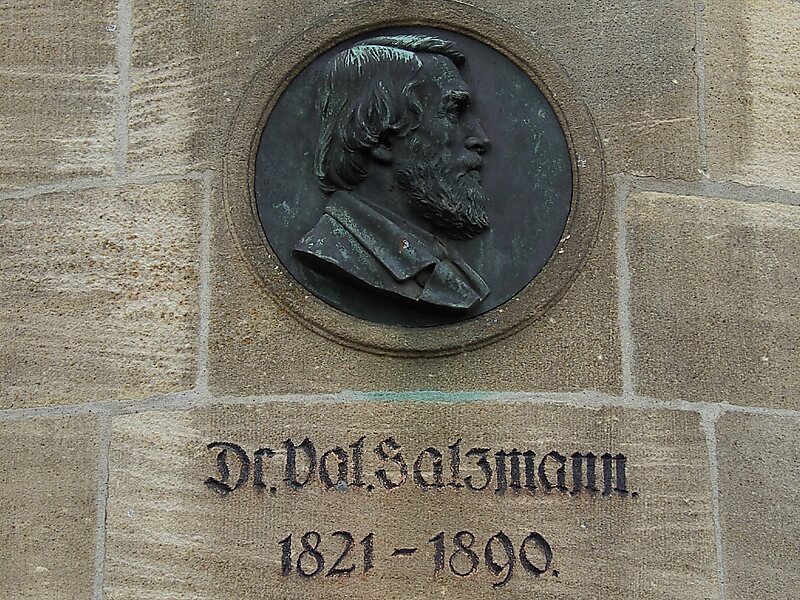 Dr. Val. Salzmann.
1821 - 1890.